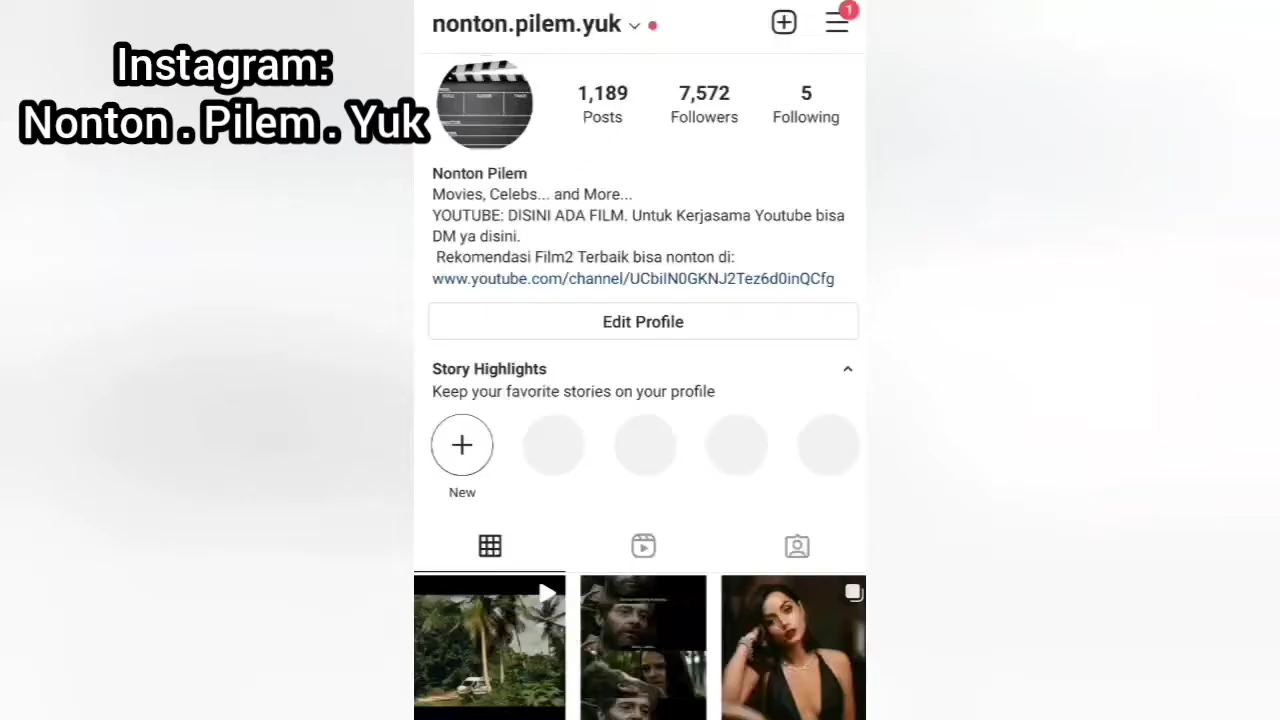 Instagram:
Nonton . Pilem . Yuk
nonton.pilem.yuk
1
1,189
Posts
7,572
Followers
5
Following
Nonton Pilem
Movies, Celebs... and More...
YOUTUBE: DISINI ADA FILM. Untuk Kerjasama Youtube bisa
DM ya disini.
Rekomendasi Film2 Terbaik bisa nonton di:
www.youtube.com/channel/UCbiIN0GKNJ2Tez6d0inQCfg
Edit Profile
Story Highlights
Keep your favorite stories on your profile
New